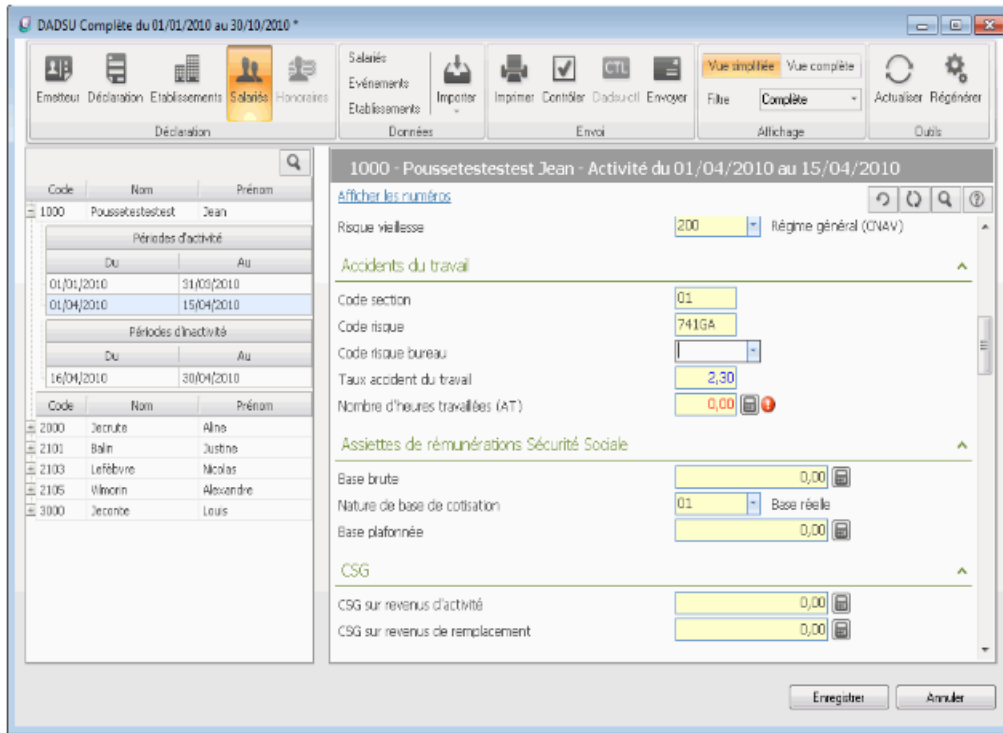 DADSU Complète du 01/01/2010 au 30/10/2010 *
Emetteur Déclaration Etablissements Salariés Honoraires
Déclaration
Salariés
Evénements
Etablissements
Importer
Données
Imprimer Contrôler Dadsu-ctl Envoyer
CTL
Envoi
Vue simplifiée Vue complète
Filtre Complète
Affichage
Actualiser Régénérer
Outils
Code Nom Prénom
1000 Poussetestestest Jean
Périodes d'activité
Du Au
01/01/2010 31/03/2010
01/04/2010 15/04/2010
Périodes d'inactivité
Du Au
16/04/2010 30/04/2010
Code Nom Prénom
2000 Jecrute Aline
2101 Balin Justine
2103 Lefèbvre Nicolas
2105 Vilmorin Alexandre
3000 Jeconte Louis
1000 - Poussetestestest Jean - Activité du 01/04/2010 au 15/04/2010
Afficher les numéros
Risque vieillesse 200 Régime général (CNAV)
Accidents du travail
Code section 01
Code risque 741GA
Code risque bureau
Taux accident du travail 2,30
Nombre d'heures travaillées (AT) 0,00
Assiettes de rémunérations Sécurité Sociale
Base brute 0,00
Nature de base de cotisation 01 Base réelle
Base plafonnée 0,00
CSG
CSG sur revenus d'activité 0,00
CSG sur revenus de remplacement 0,00
Enregistrer Annuler